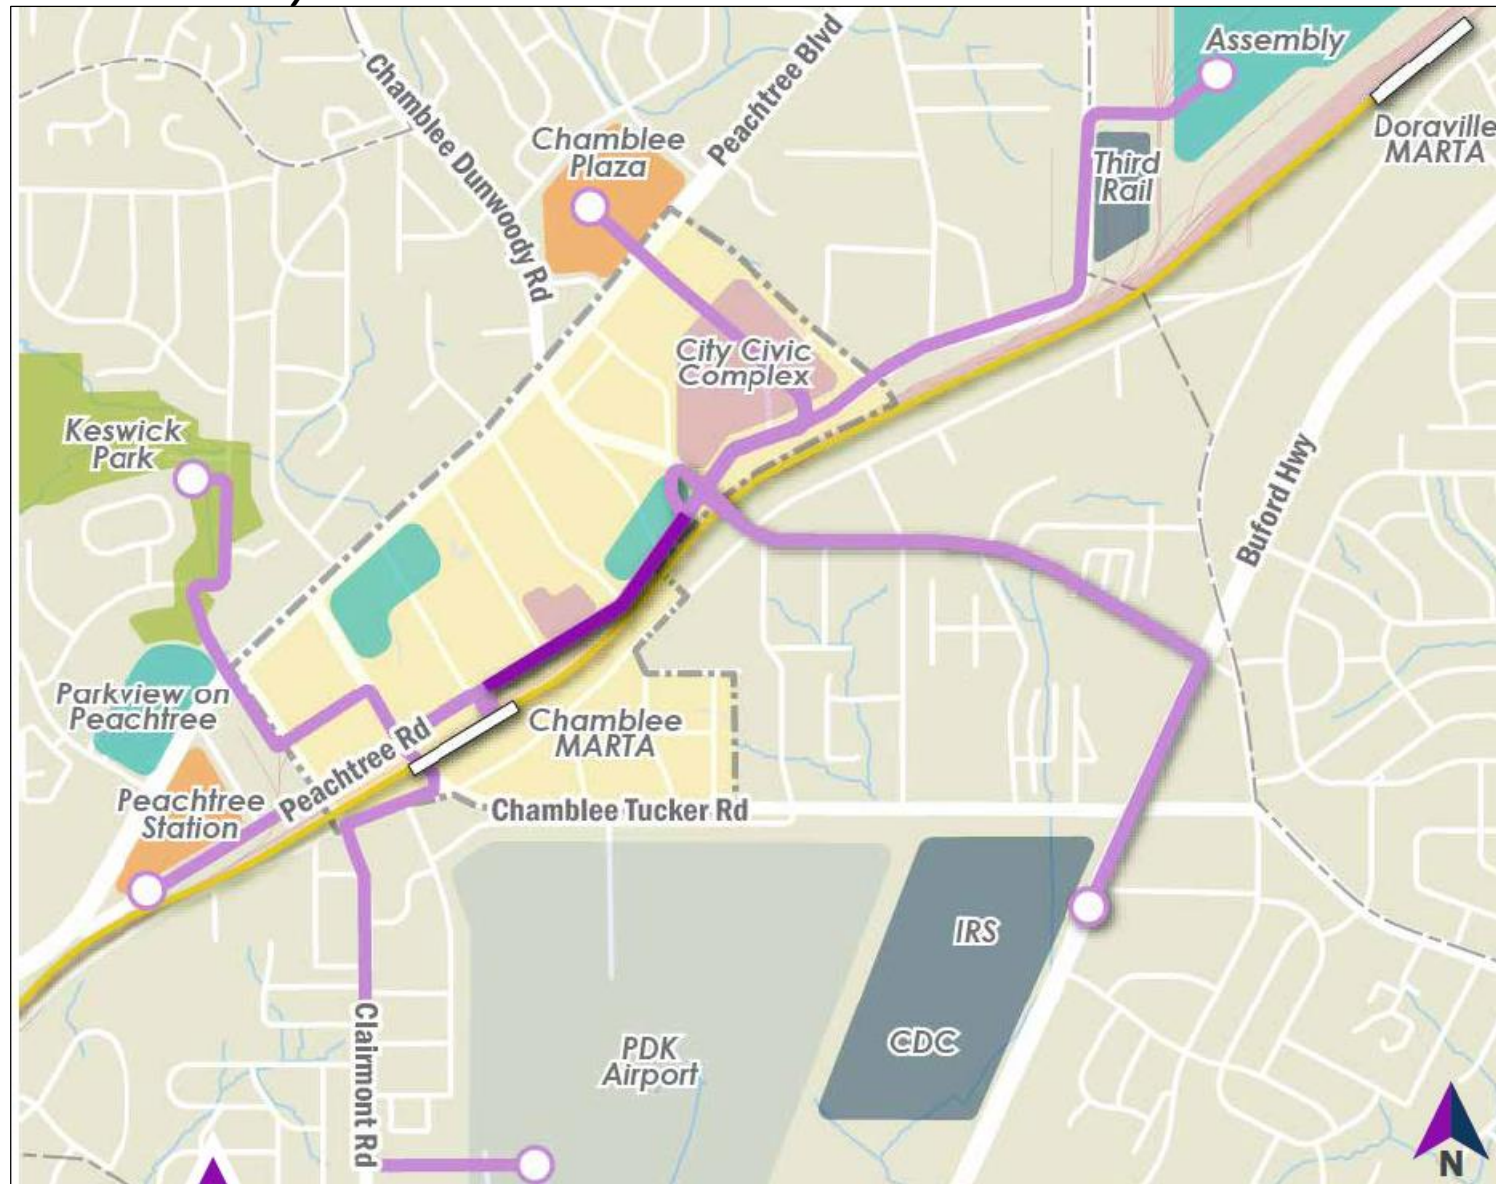 Assembly
Peachtree Blvd
Chamblee Dunwoody Rd
Chamblee
Plaza
Doraville
MARTA
Third
Rail
City Civic
Complex
Keswick
Park
Buford Hwy
Parkview on
Peachtree
Chamblee
MARTA
Peachtree Rd
Peachtree
Station
Chamblee Tucker Rd
IRS
CDC
PDK
Airport
Clairmont Rd
N